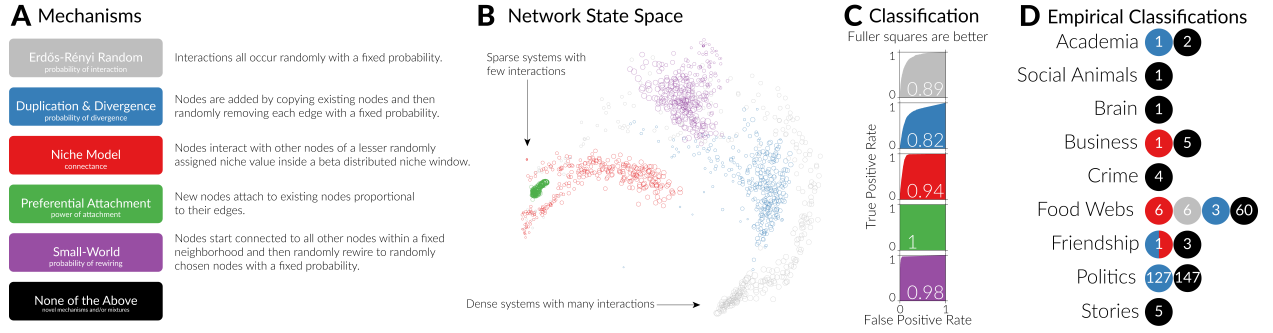 A Mechanisms
Erdős-Rényi Random
probability of interaction
Interactions all occur randomly with a fixed probability.
Duplication & Divergence
probability of divergence
Nodes are added by copying existing nodes and then
randomly removing each edge with a fixed probability.
Niche Model
connectance
Nodes interact with other nodes of a lesser randomly
assigned niche value inside a beta distributed niche window.
Preferential Attachment
power of attachment
New nodes attach to existing nodes proportional
to their edges.
Small-World
probability of rewiring
Nodes start connected to all other nodes within a fixed
neighborhood and then randomly rewire to randomly
chosen nodes with a fixed probability.
None of the Above
novel mechanisms and/or mixtures
B Network State Space
Sparse systems with
few interactions
Dense systems with many interactions
C Classification
Fuller squares are better
True Positive Rate
1
0
0.89
1
0
0.82
1
0
0.94
1
0
1
1
0
0.98
0 1
False Positive Rate
D Empirical Classifications
Academia 1 2
Social Animals 1
Brain 1
Business 1 5
Crime 4
Food Webs 6 6 3 60
Friendship 1 3
Politics 127 147
Stories 5